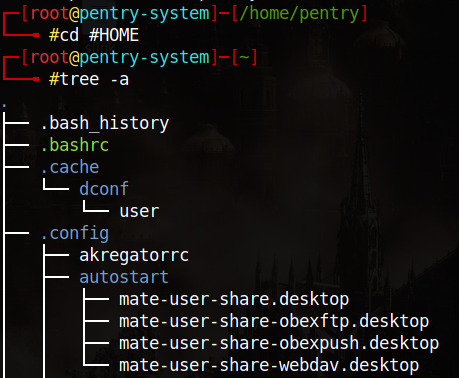 ┌─[root@pentry-system]─[/home/pentry]
└──╼ #cd #HOME
┌─[root@pentry-system]─[~]
└──╼ #tree -a
.
├── .bash_history
├── .bashrc
├── .cache
│   └── dconf
│       └── user
├── .config
│   ├── akregatorrc
│   ├── autostart
│   │   ├── mate-user-share.desktop
│   │   ├── mate-user-share-obexftp.desktop
│   │   ├── mate-user-share-obexpush.desktop
│   │   └── mate-user-share-webdav.desktop